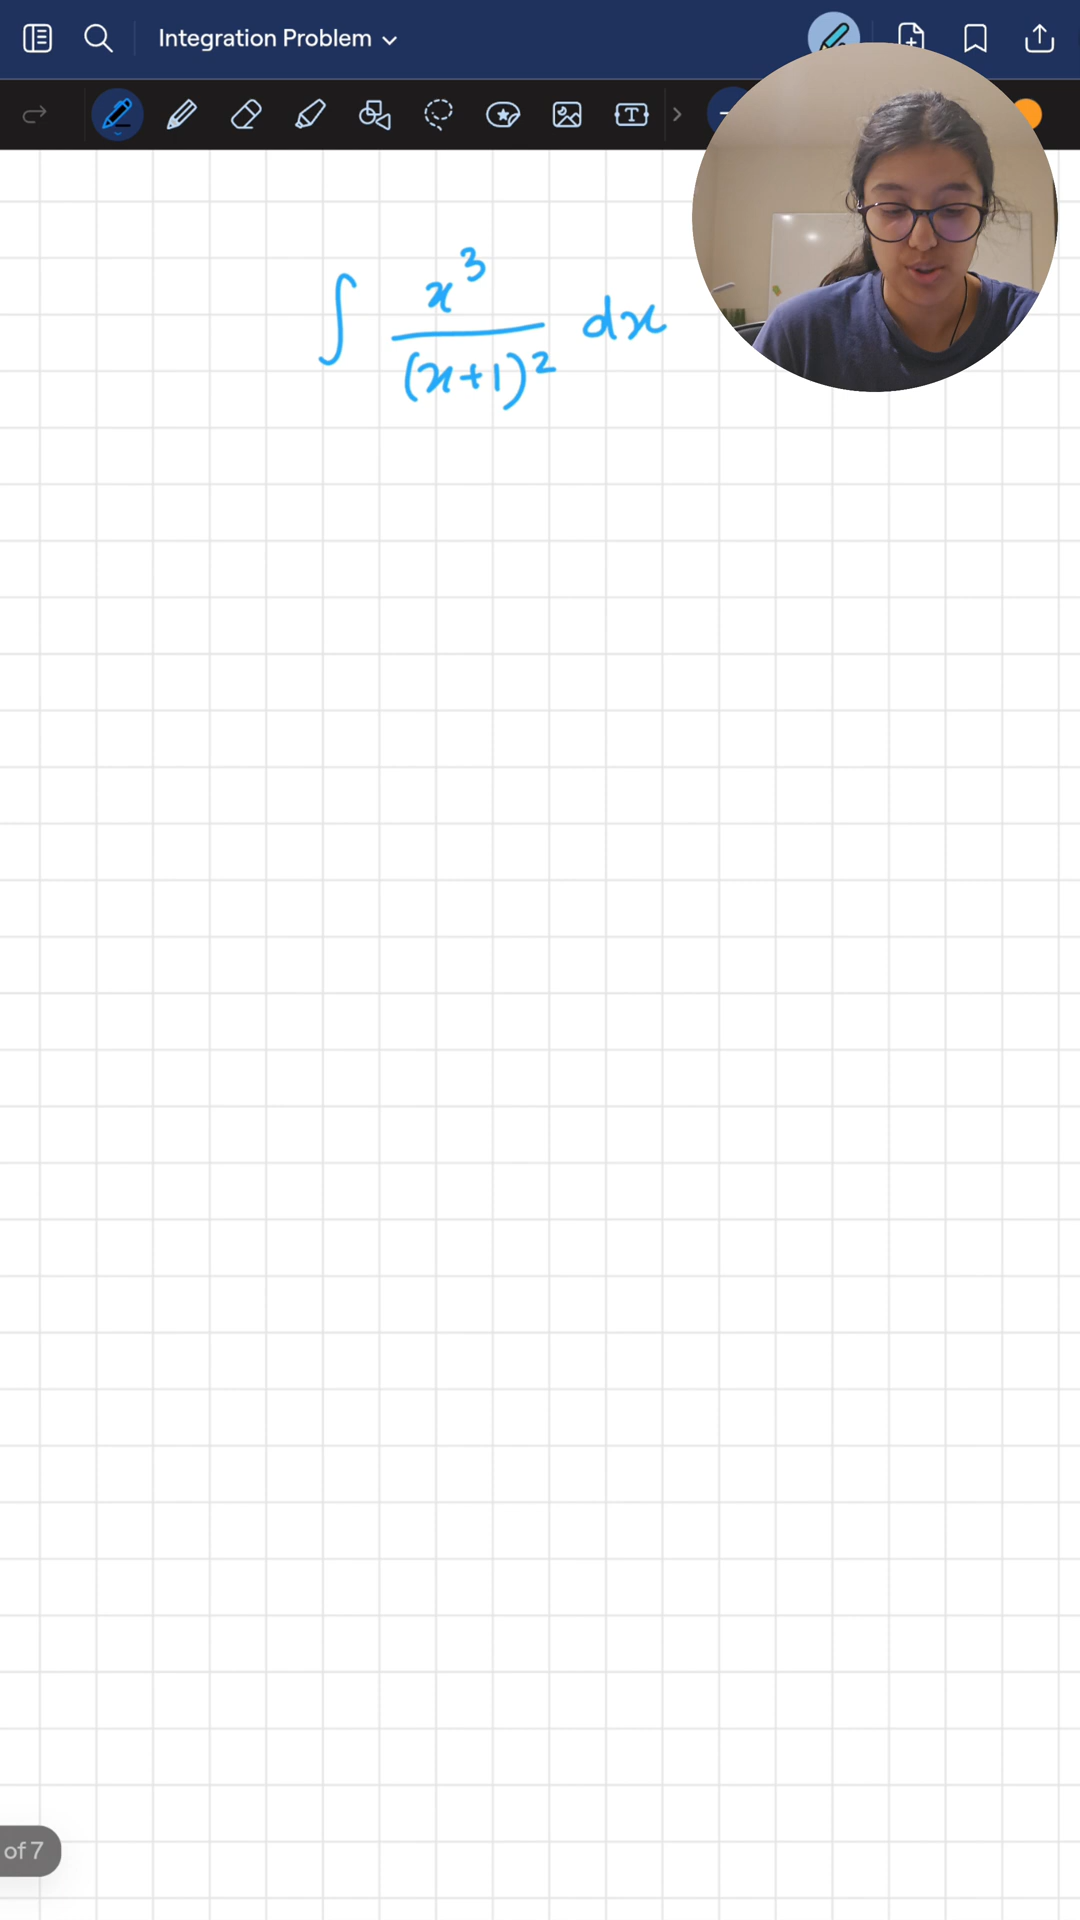 Integration Problem
T
∫ x³/(x+1)² dx
of 7